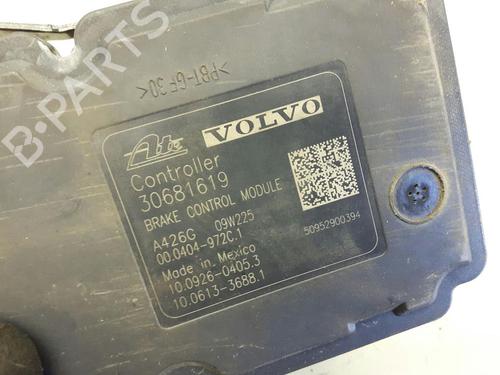 >PBT-GF30<
B-PARTS
Ate
VOLVO
Controller
30681619
BRAKE CONTROL MODULE
A426G 09W225
00.0404-972C.1
Made in Mexico
10.0926-0405.3
10.0613-3688.1
50952900394